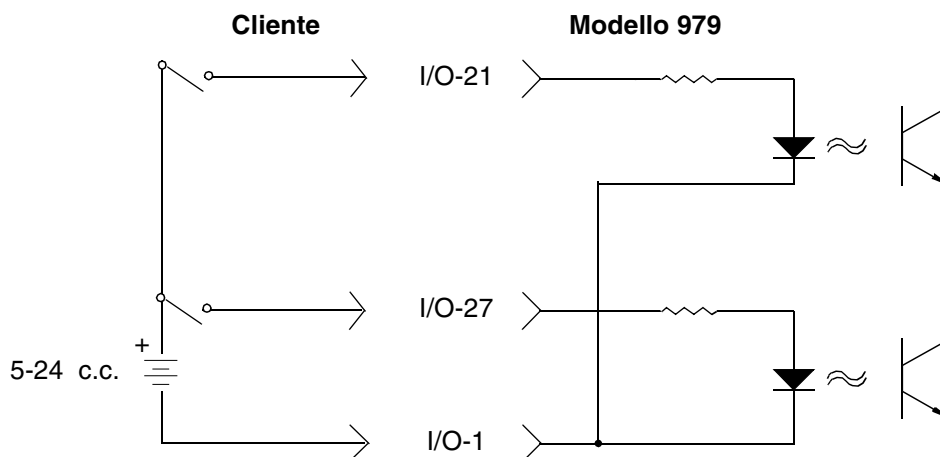 Cliente
Modello 979
I/O-21
I/O-27
+
5-24 c.c.
I/O-1